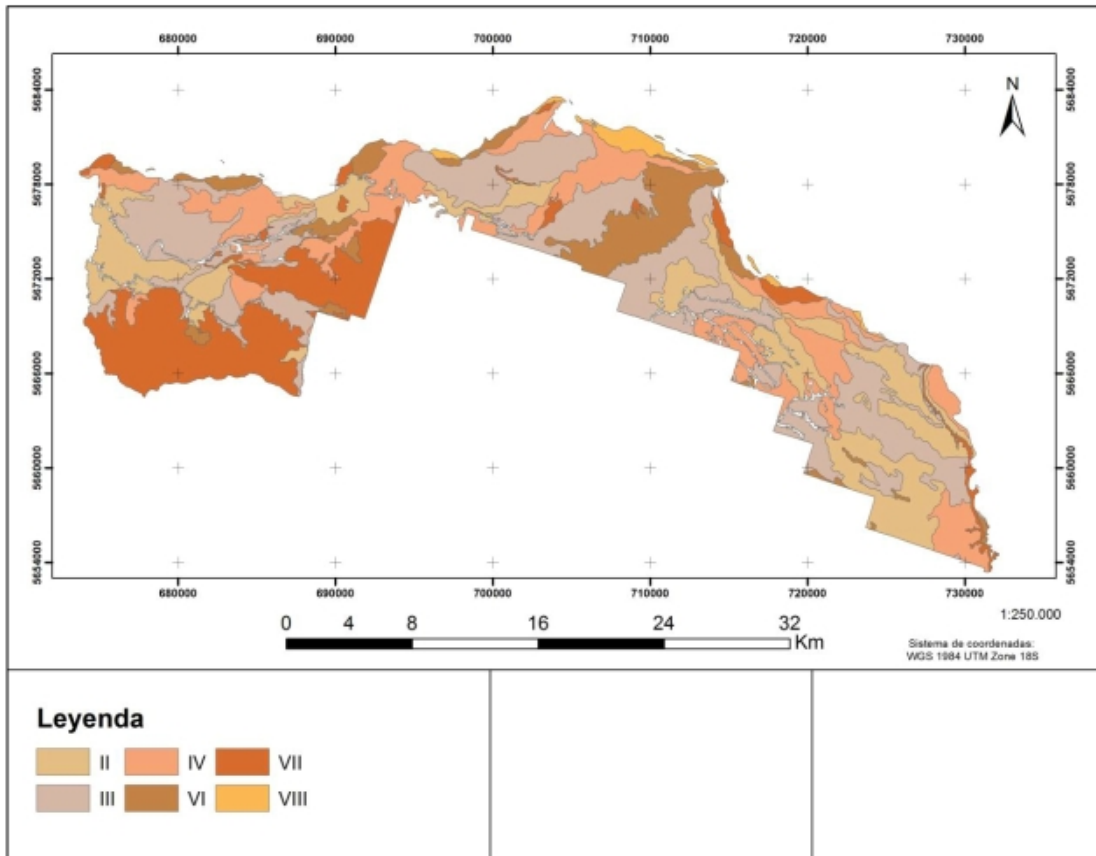 680000 690000 700000 710000 720000 730000
5684000 5684000
N
5678000 5678000
5672000 5672000
5666000 5666000
5660000 5660000
5654000 5654000
680000 690000 700000 710000 720000 730000
1:250.000
0 4 8 16 24 32
Km
Sistema de coordenadas:
WGS 1984 UTM Zone 18S
Leyenda
II IV VII
III VI VIII